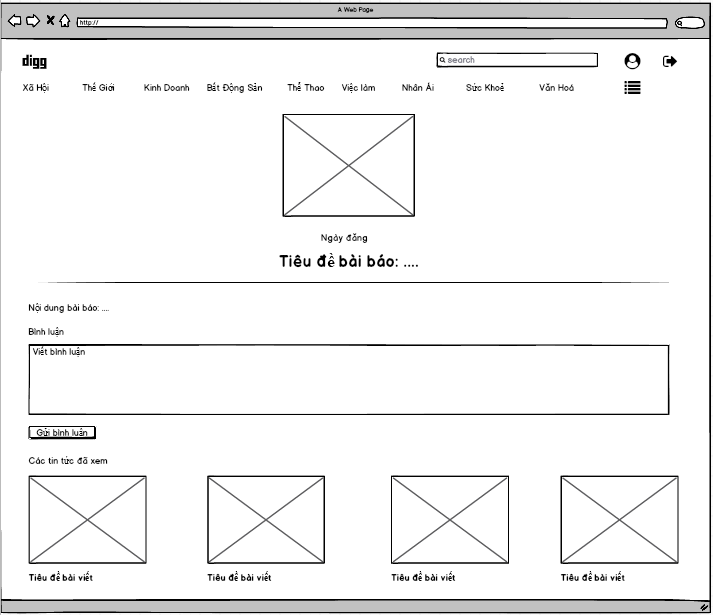 A Web Page
http://
digg
search
Xã Hội Thế Giới Kinh Doanh Bất Động Sản Thể Thao Việc làm Nhân Ái Sức Khoẻ Văn Hoá
Ngày đăng
Tiêu đề bài báo: ....
Nội dung bài báo: ....
Bình luận
Viết bình luận
Gửi bình luận
Các tin tức đã xem
Tiêu đề bài viết Tiêu đề bài viết Tiêu đề bài viết Tiêu đề bài viết